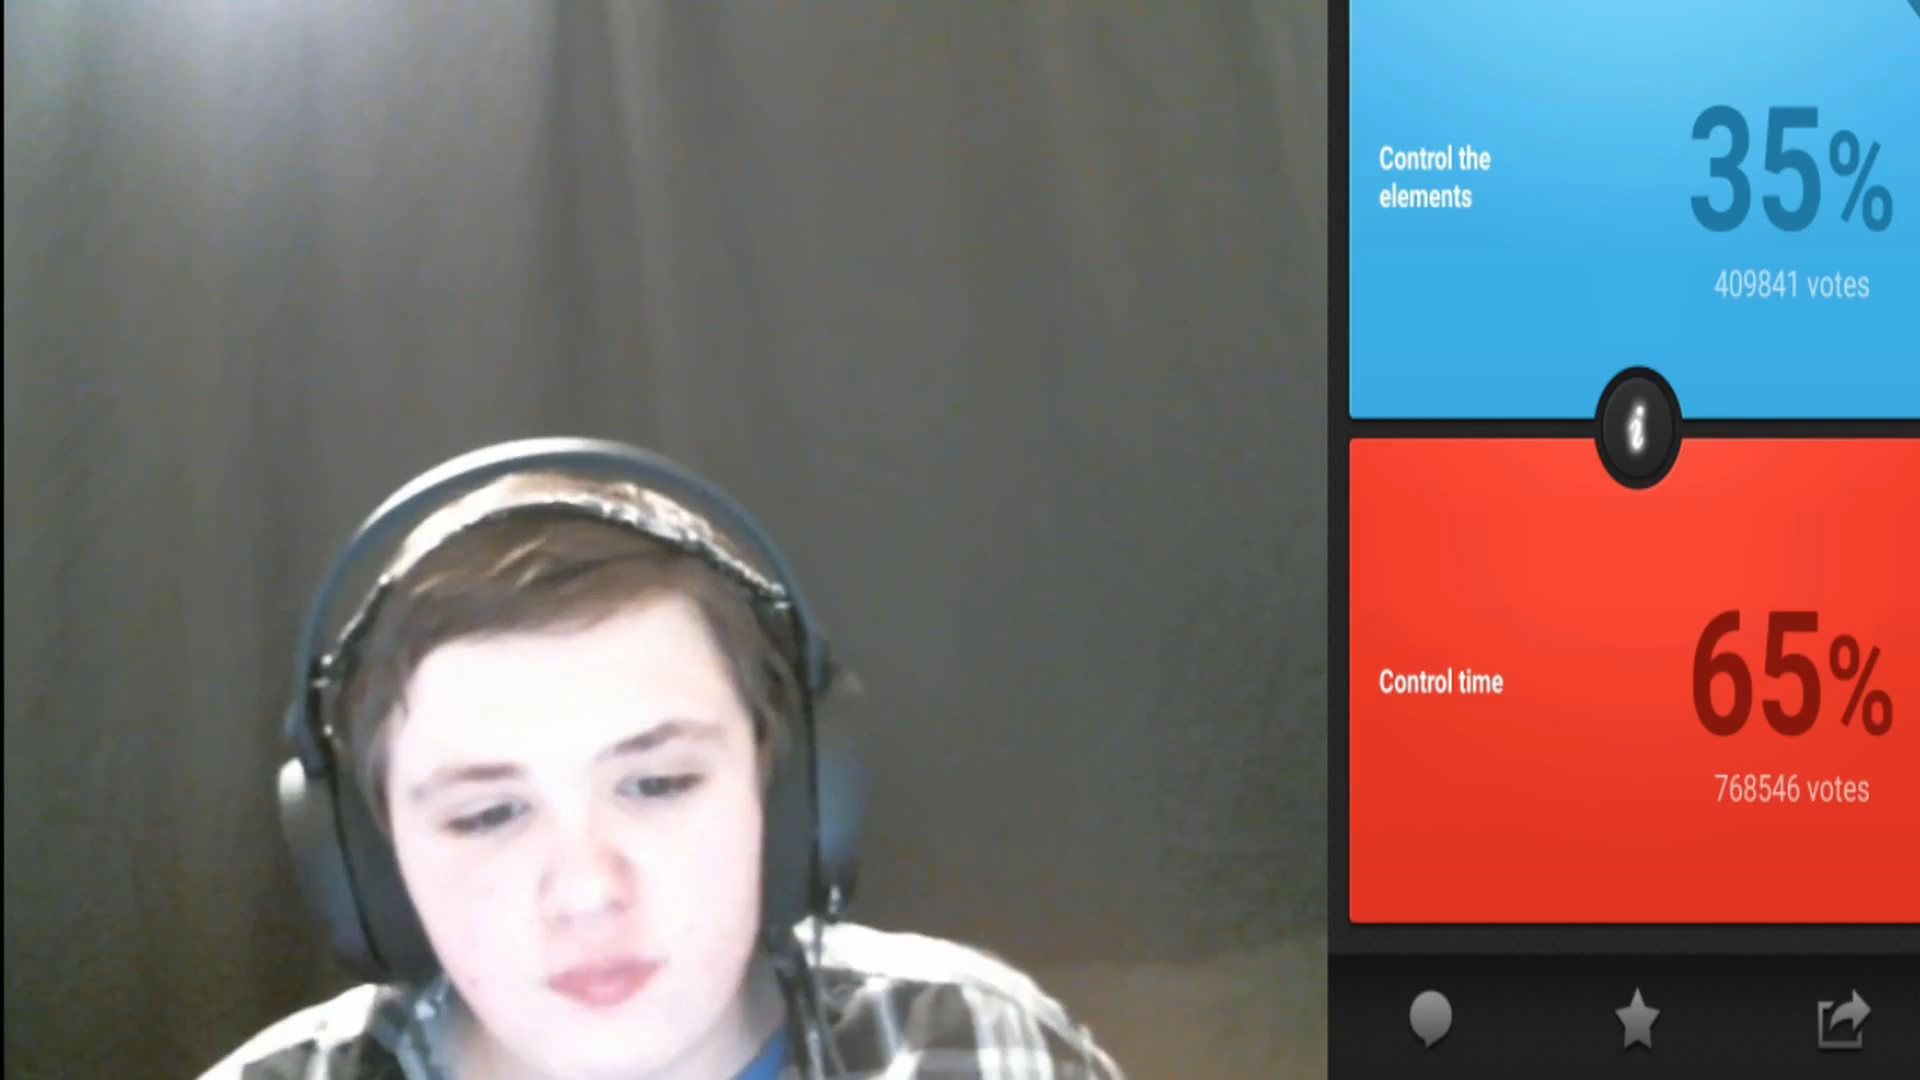 Control the
elements
35%
409841 votes
i
Control time
65%
768546 votes